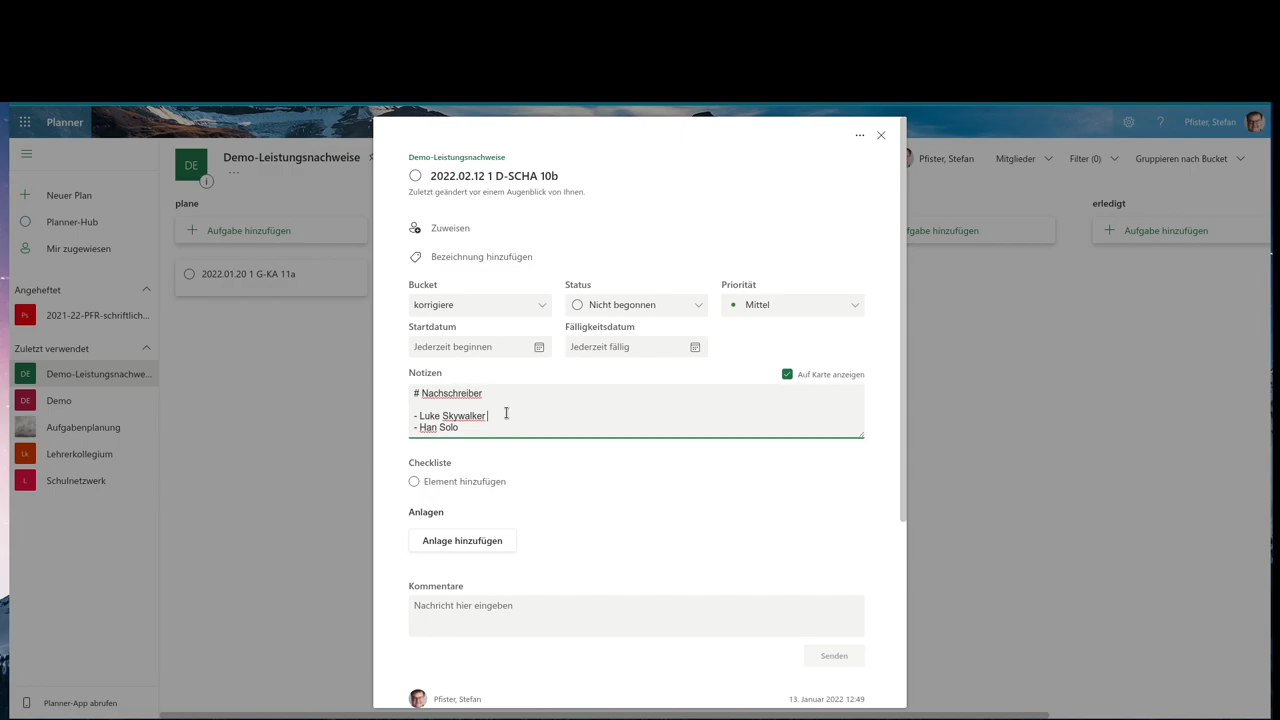 Planner
Pfister, Stefan
DE
Demo-Leistungsnachweise
...
Pfister, Stefan
Mitglieder
Filter (0)
Gruppieren nach Bucket
Neuer Plan
Planner-Hub
Mir zugewiesen
Angeheftet
Ps
2021-22-PFR-schriftlich...
Zuletzt verwendet
DE
Demo-Leistungsnachwe...
DE
Demo
Aufgabenplanung
Lk
Lehrerkollegium
L
Schulnetzwerk
Planner-App abrufen
plane
Aufgabe hinzufügen
2022.01.20 1 G-KA 11a
Demo-Leistungsnachweise
2022.02.12 1 D-SCHA 10b
Zuletzt geändert vor einem Augenblick von Ihnen.
Zuweisen
Bezeichnung hinzufügen
Bucket
Status
Priorität
korrigiere
Nicht begonnen
Mittel
Startdatum
Fälligkeitsdatum
Jederzeit beginnen
Jederzeit fällig
Notizen
Auf Karte anzeigen
# Nachschreiber
- Luke Skywalker
- Han Solo
Checkliste
Element hinzufügen
Anlagen
Anlage hinzufügen
Kommentare
Nachricht hier eingeben
Senden
Pfister, Stefan
13. Januar 2022 12:49
fgabe hinzufügen
erledigt
Aufgabe hinzufügen